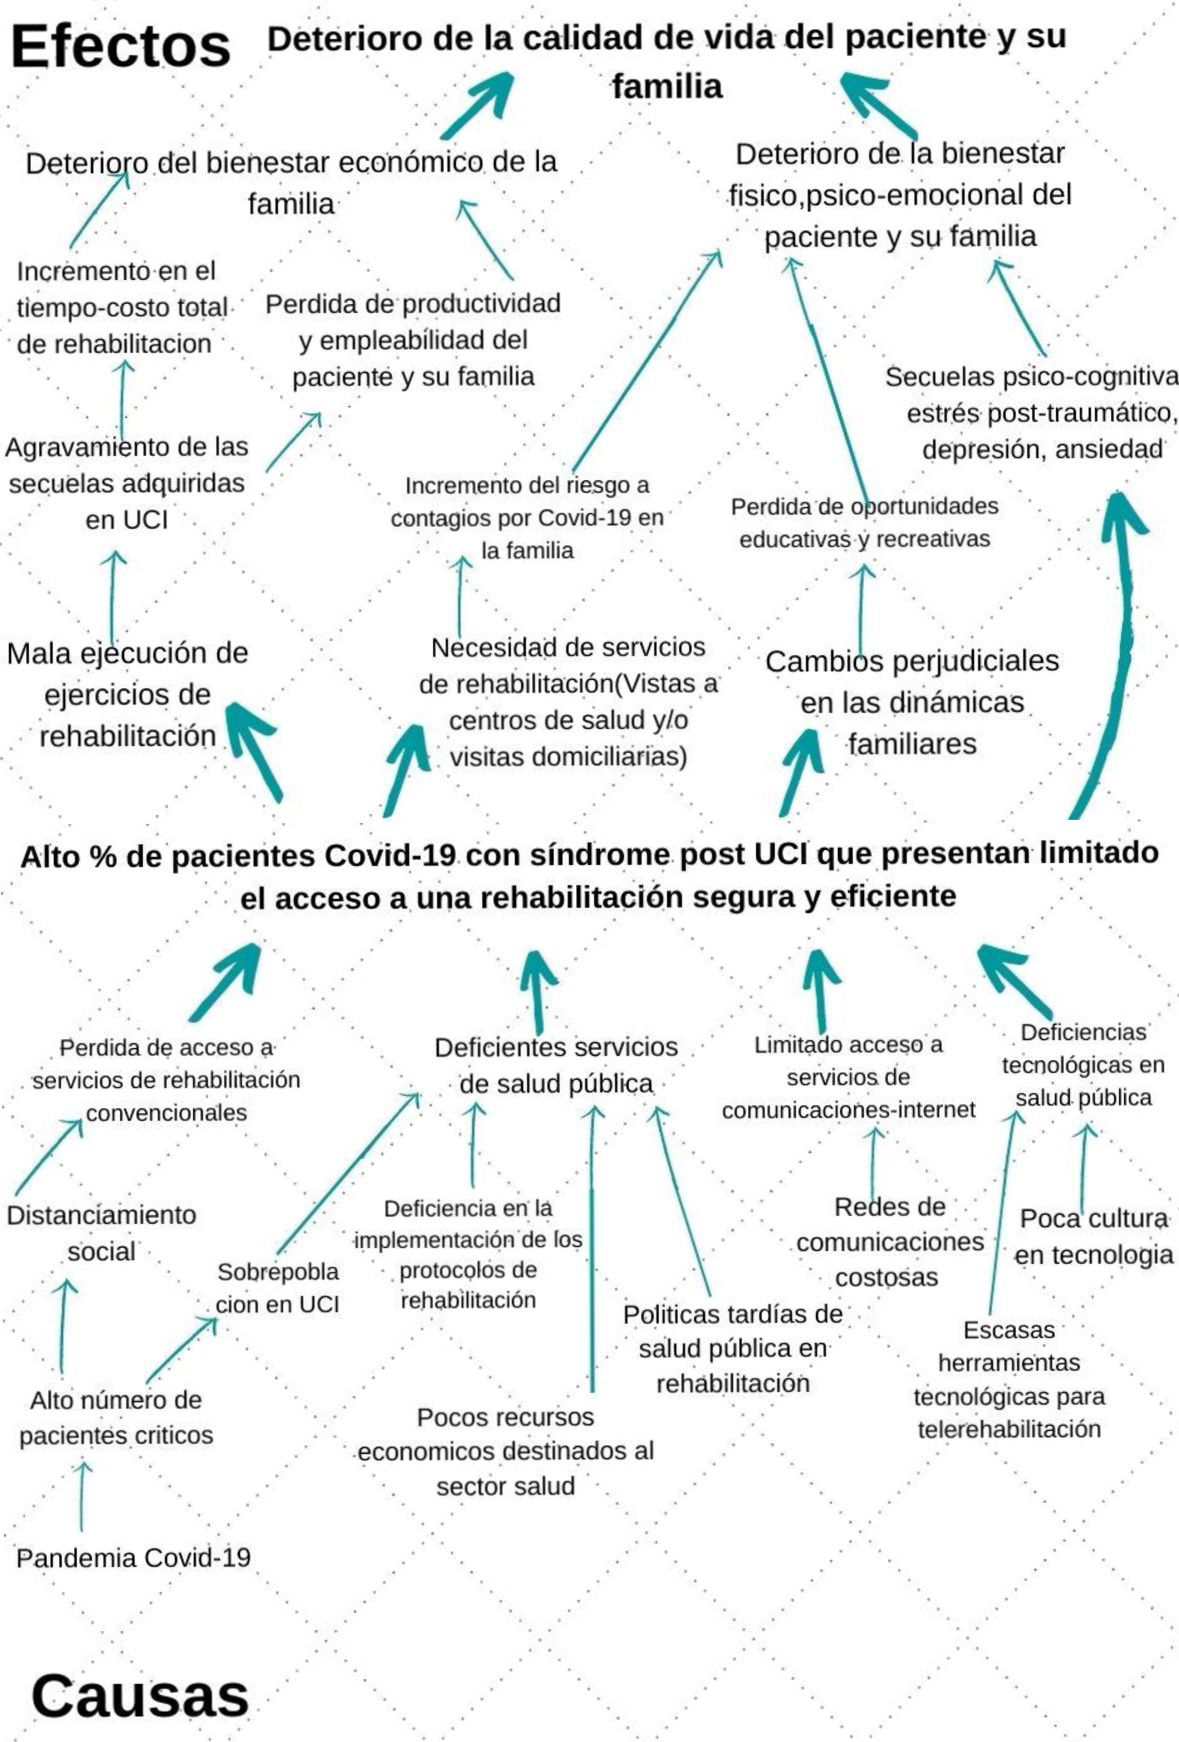 Efectos
Deterioro de la calidad de vida del paciente y su
familia
Deterioro del bienestar económico de la
familia
Deterioro de la bienestar
fisico,psico-emocional del
paciente y su familia
Incremento en el
tiempo-costo total
de rehabilitacion
Perdida de productividad
y empleabilidad del
paciente y su familia
Secuelas psico-cognitiva
estrés post-traumático,
depresión, ansiedad
Agravamiento de las
secuelas adquiridas
en UCI
Incremento del riesgo a
contagios por Covid-19 en
la familia
Perdida de oportunidades
educativas y recreativas
Mala ejecución de
ejercicios de
rehabilitación
Necesidad de servicios
de rehabilitación(Vistas a
centros de salud y/o
visitas domiciliarias)
Cambios perjudiciales
en las dinámicas
familiares
Alto % de pacientes Covid-19 con síndrome post UCI que presentan limitado
el acceso a una rehabilitación segura y eficiente
Perdida de acceso a
servicios de rehabilitación
convencionales
Deficientes servicios
de salud pública
Limitado acceso a
servicios de
comunicaciones-internet
Deficiencias
tecnológicas en
salud pública
Distanciamiento
social
Sobrepobla
cion en UCI
Deficiencia en la
implementación de los
protocolos de
rehabilitación
Redes de
comunicaciones
costosas
Poca cultura
en tecnologia
Politicas tardías de
salud pública en
rehabilitación
Escasas
herramientas
tecnológicas para
telerehabilitación
Alto número de
pacientes criticos
Pocos recursos
economicos destinados al
sector salud
Pandemia Covid-19
Causas